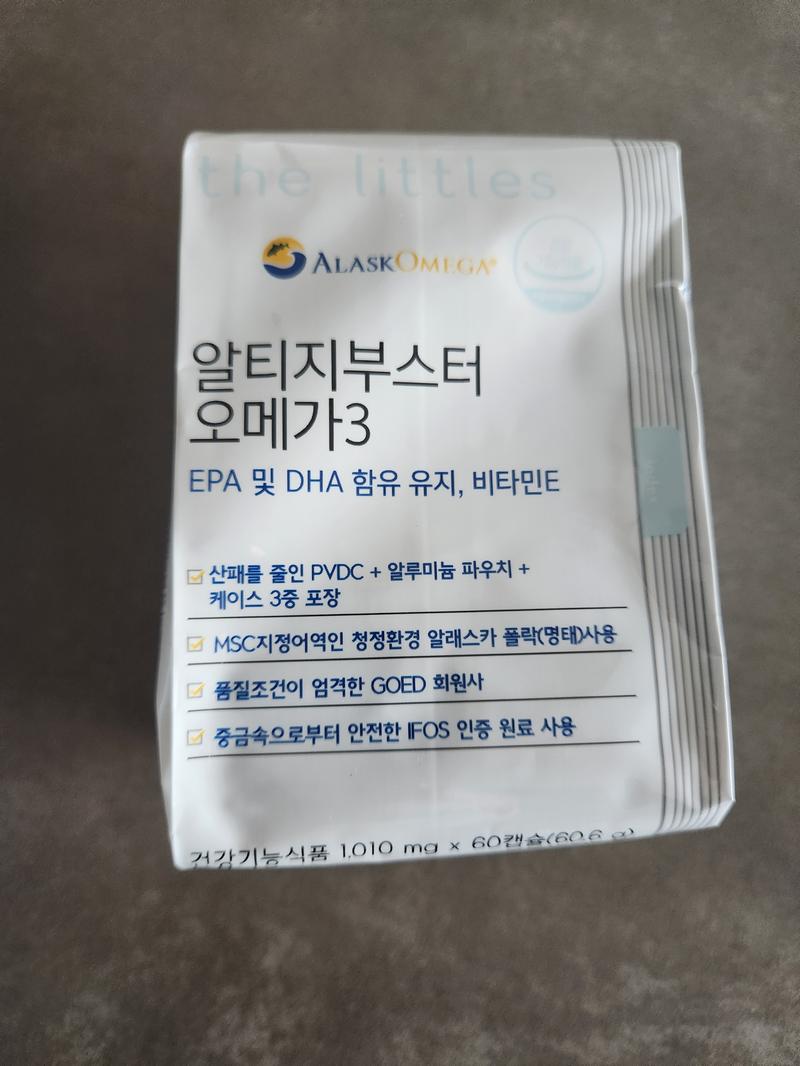 the littles
ALASKOMEGA®
알티지부스터
오메가3
EPA 및 DHA 함유 유지, 비타민E
산패를 줄인 PVDC + 알루미늄 파우치 +
케이스 3중 포장
MSC지정어역인 청정환경 알래스카 폴락(명태)사용
품질조건이 엄격한 GOED 회원사
중금속으로부터 안전한 IFOS 인증 원료 사용
건강기능식품 1,010 mg x 60캡슐(60.6 g)